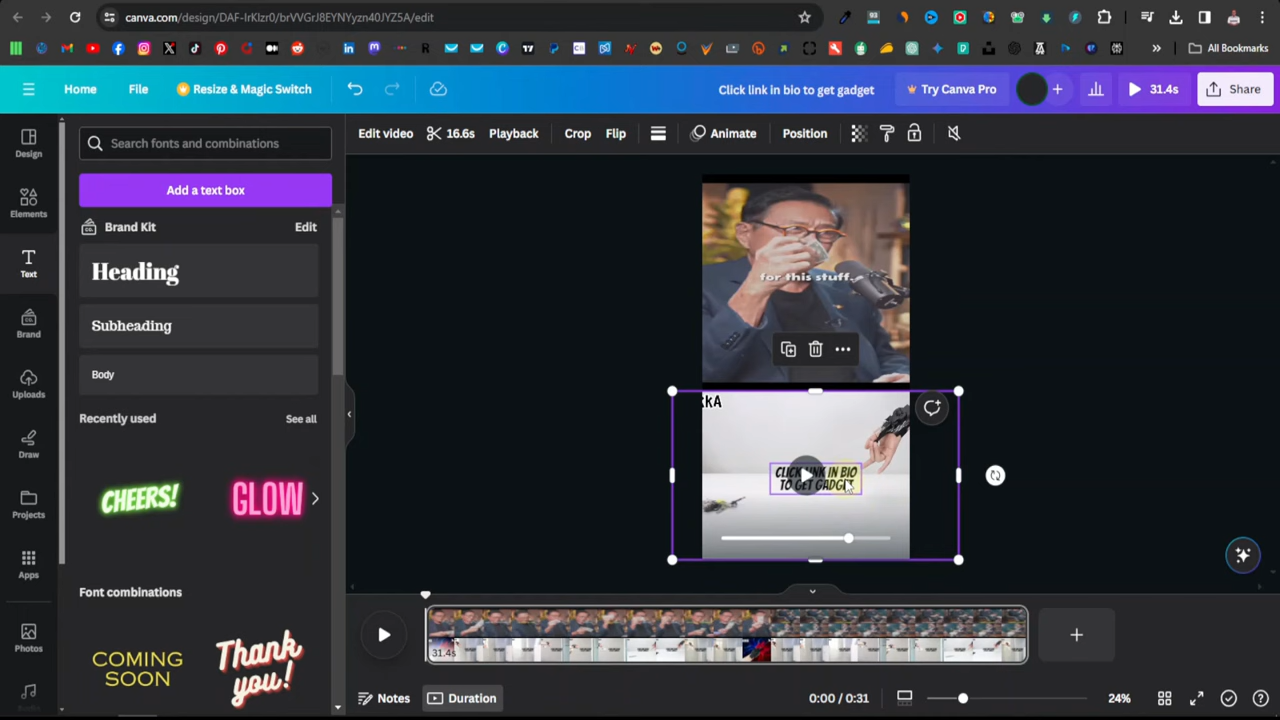 canva.com/design/DAF-IrKIzr0/brVVGrJ8EYNYyzn40JYZ5A/edit
All Bookmarks
Home
File
Resize & Magic Switch
Click link in bio to get gadget
Try Canva Pro
31.4s
Share
Edit video
16.6s
Playback
Crop
Flip
Animate
Position
Design
Elements
Text
Brand
Uploads
Draw
Projects
Apps
Photos
Search fonts and combinations
Add a text box
Brand Kit
Edit
Heading
Subheading
Body
Recently used
See all
CHEERS!
GLOW
Font combinations
COMING
SOON
Thank
you!
for this stuff.
kkA
CLICK LINK IN BIO
TO GET GADGET
31.4s
Notes
Duration
0:00 / 0:31
24%